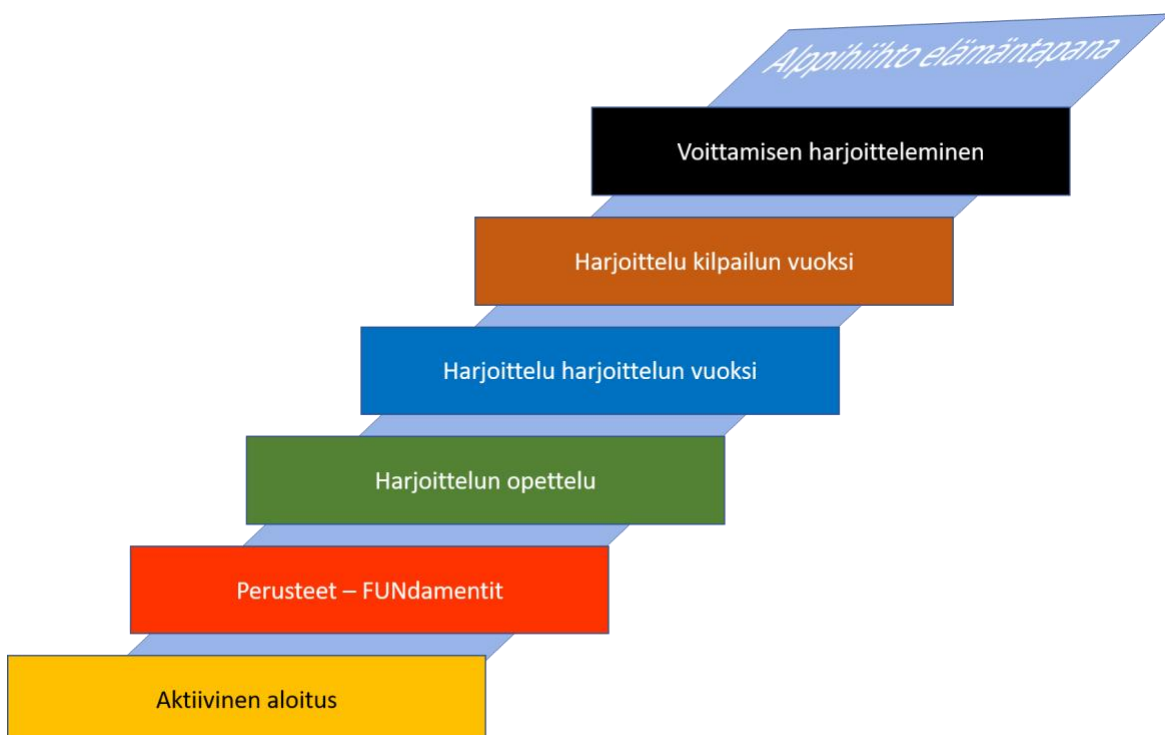 Alppihiihto elämäntapana
Voittamisen harjoitteleminen
Harjoittelu kilpailun vuoksi
Harjoittelu harjoittelun vuoksi
Harjoittelun opettelu
Perusteet – FUNdamentit
Aktiivinen aloitus